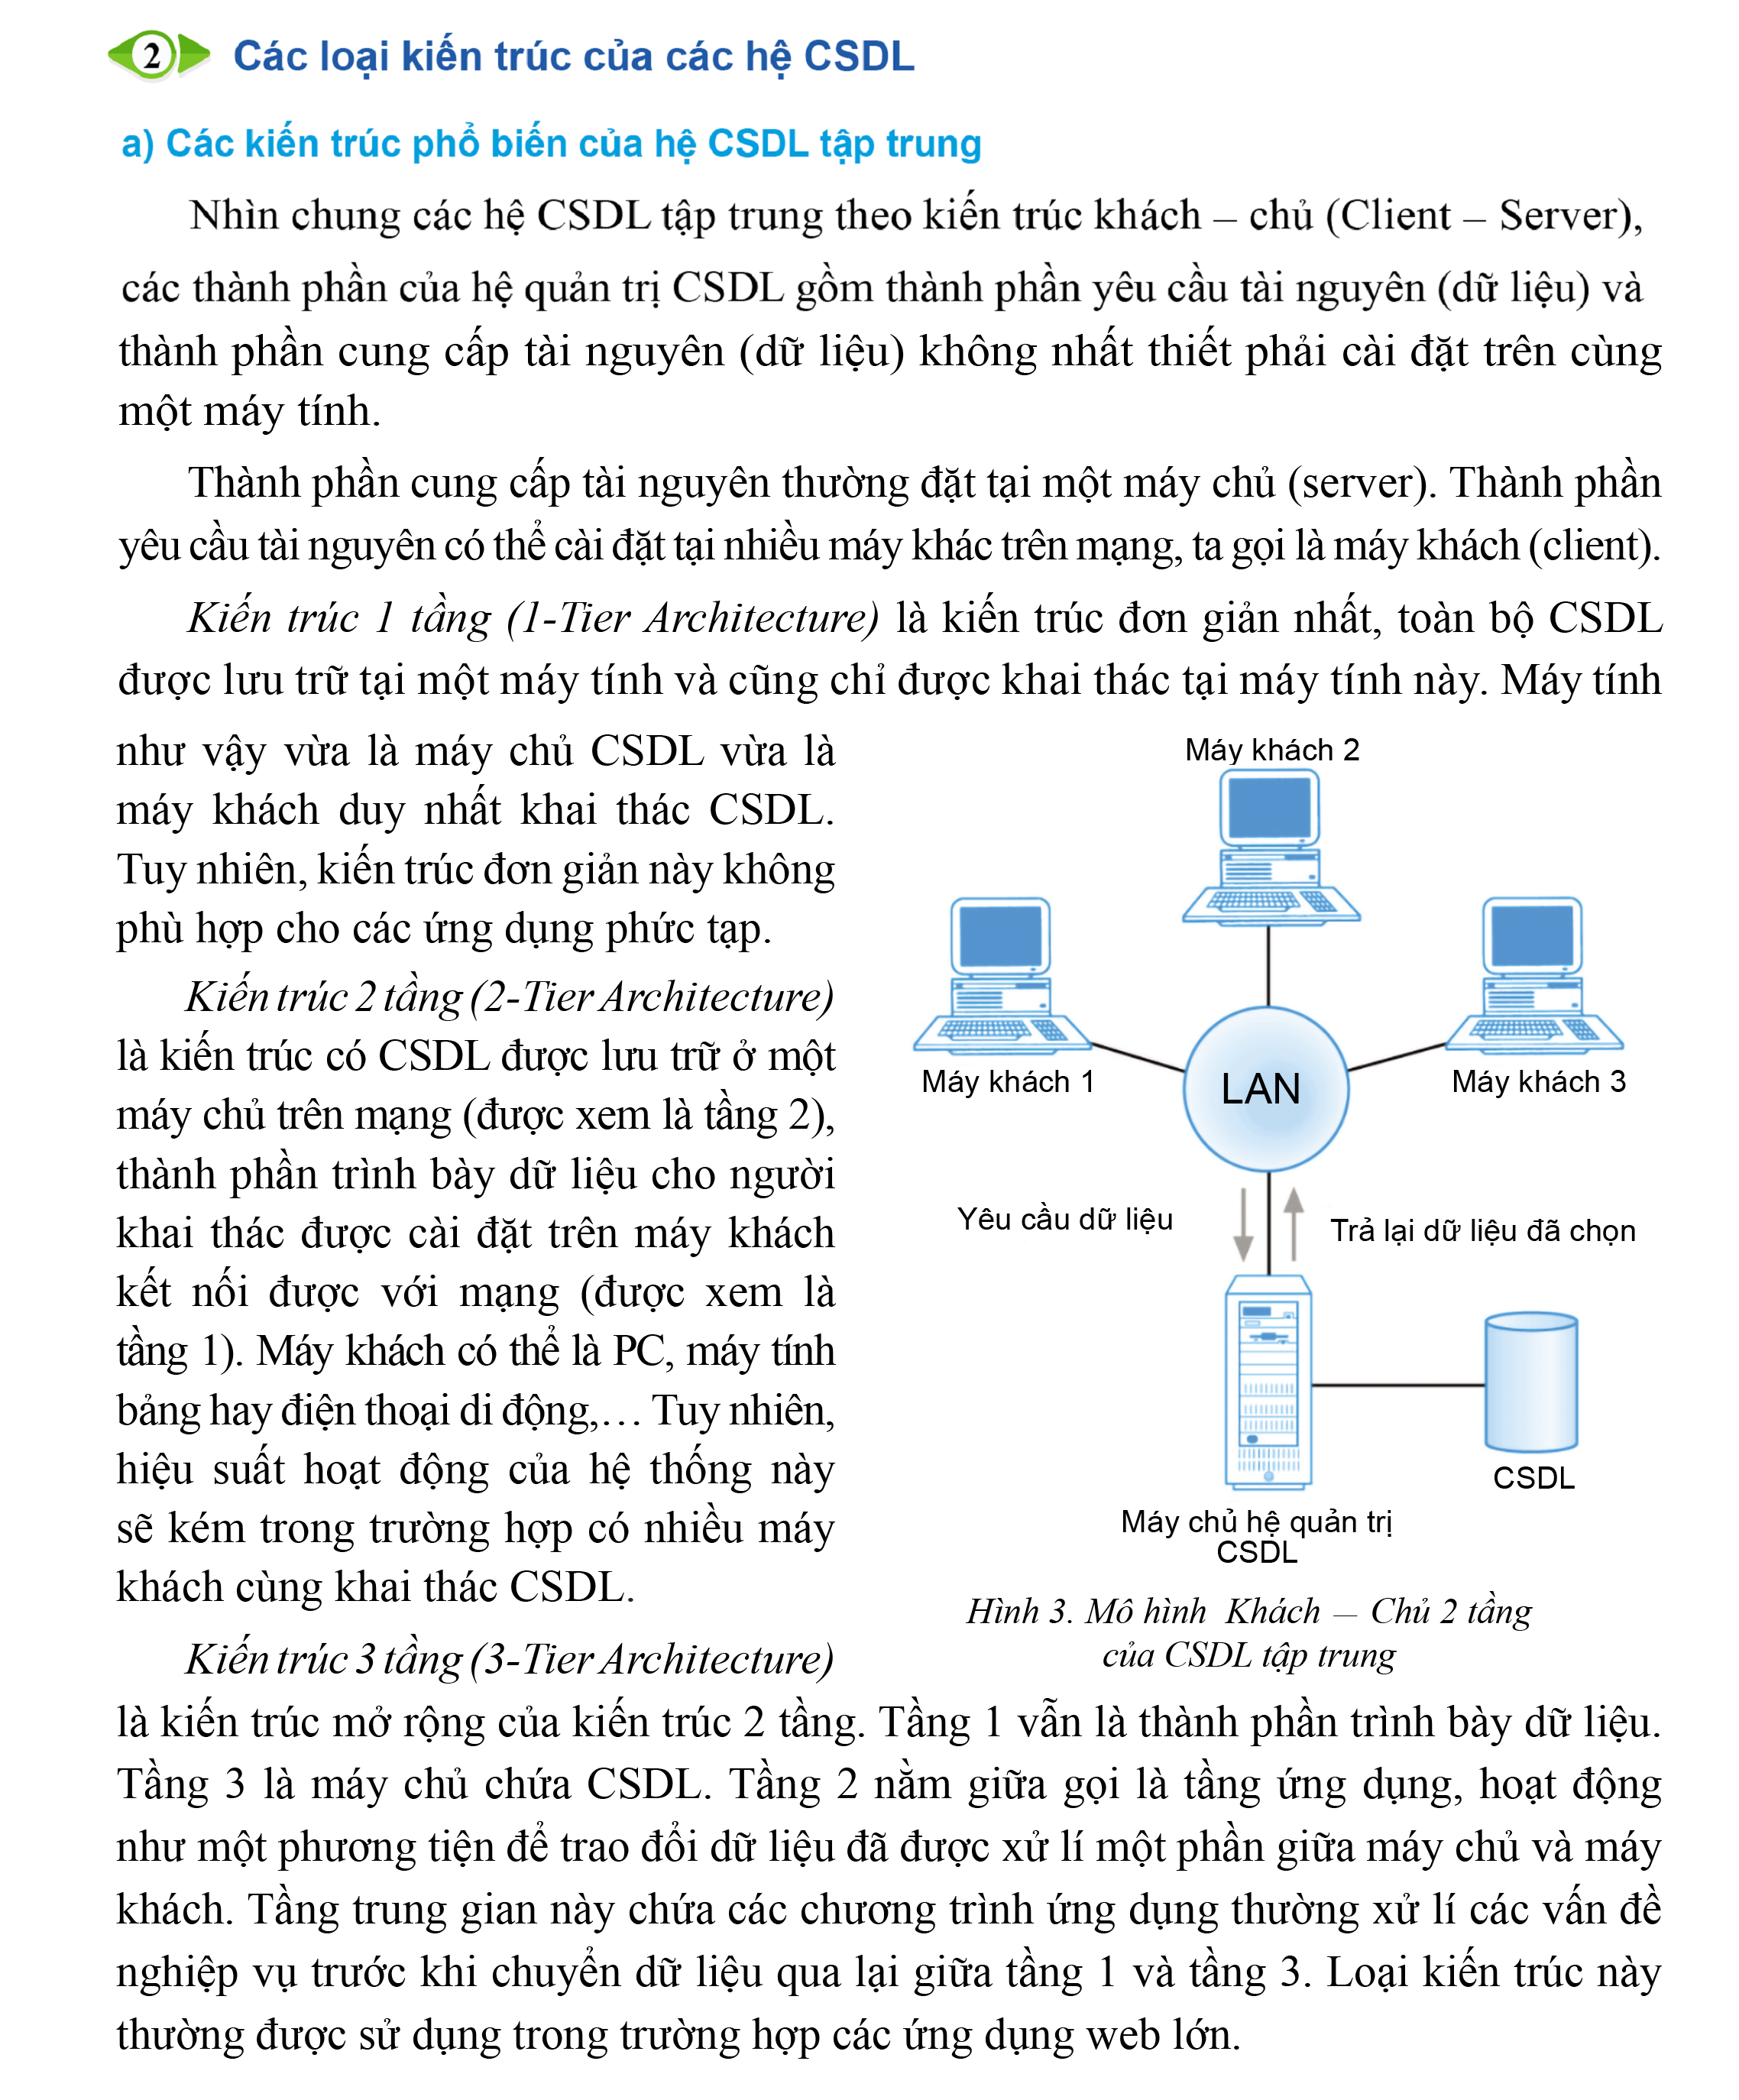 2 Các loại kiến trúc của các hệ CSDL
a) Các kiến trúc phổ biến của hệ CSDL tập trung
Nhìn chung các hệ CSDL tập trung theo kiến trúc khách – chủ (Client – Server),
các thành phần của hệ quản trị CSDL gồm thành phần yêu cầu tài nguyên (dữ liệu) và
thành phần cung cấp tài nguyên (dữ liệu) không nhất thiết phải cài đặt trên cùng
một máy tính.
Thành phần cung cấp tài nguyên thường đặt tại một máy chủ (server). Thành phần
yêu cầu tài nguyên có thể cài đặt tại nhiều máy khác trên mạng, ta gọi là máy khách (client).
Kiến trúc 1 tầng (1-Tier Architecture) là kiến trúc đơn giản nhất, toàn bộ CSDL
được lưu trữ tại một máy tính và cũng chỉ được khai thác tại máy tính này. Máy tính
như vậy vừa là máy chủ CSDL vừa là
máy khách duy nhất khai thác CSDL.
Tuy nhiên, kiến trúc đơn giản này không
phù hợp cho các ứng dụng phức tạp.
Kiến trúc 2 tầng (2-Tier Architecture)
là kiến trúc có CSDL được lưu trữ ở một
máy chủ trên mạng (được xem là tầng 2),
thành phần trình bày dữ liệu cho người
khai thác được cài đặt trên máy khách
kết nối được với mạng (được xem là
tầng 1). Máy khách có thể là PC, máy tính
bảng hay điện thoại di động,… Tuy nhiên,
hiệu suất hoạt động của hệ thống này
sẽ kém trong trường hợp có nhiều máy
khách cùng khai thác CSDL.
Máy khách 2
Máy khách 1
LAN
Máy khách 3
Yêu cầu dữ liệu
Trả lại dữ liệu đã chọn
CSDL
Máy chủ hệ quản trị
CSDL
Hình 3. Mô hình Khách — Chủ 2 tầng
của CSDL tập trung
Kiến trúc 3 tầng (3-Tier Architecture)
là kiến trúc mở rộng của kiến trúc 2 tầng. Tầng 1 vẫn là thành phần trình bày dữ liệu.
Tầng 3 là máy chủ chứa CSDL. Tầng 2 nằm giữa gọi là tầng ứng dụng, hoạt động
như một phương tiện để trao đổi dữ liệu đã được xử lí một phần giữa máy chủ và máy
khách. Tầng trung gian này chứa các chương trình ứng dụng thường xử lí các vấn đề
nghiệp vụ trước khi chuyển dữ liệu qua lại giữa tầng 1 và tầng 3. Loại kiến trúc này
thường được sử dụng trong trường hợp các ứng dụng web lớn.